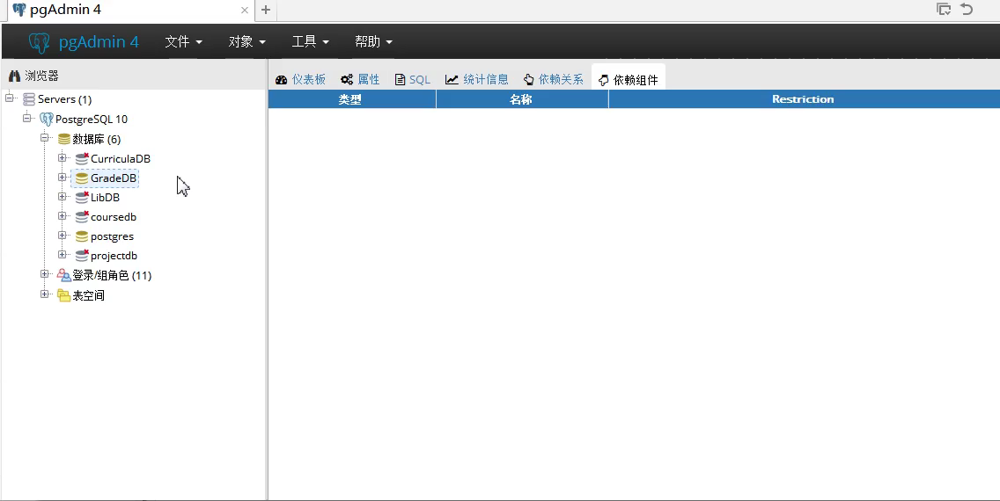 pgAdmin 4
pgAdmin 4 文件 对象 工具 帮助
浏览器
仪表板 属性 SQL 统计信息 依赖关系 依赖组件
类型 名称 Restriction
Servers (1)
PostgreSQL 10
数据库 (6)
CurriculaDB
GradeDB
LibDB
coursedb
postgres
projectdb
登录/组角色 (11)
表空间